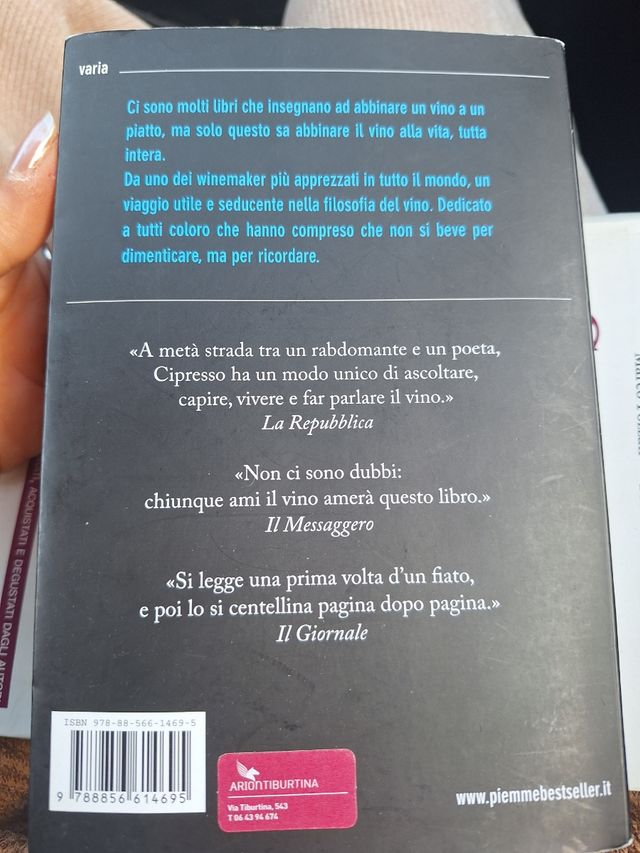 varia
Ci sono molti libri che insegnano ad abbinare un vino a un
piatto, ma solo questo sa abbinare il vino alla vita, tutta
intera.
Da uno dei winemaker più apprezzati in tutto il mondo, un
viaggio utile e seducente nella filosofia del vino. Dedicato
a tutti coloro che hanno compreso che non si beve per
dimenticare, ma per ricordare.
«A metà strada tra un rabdomante e un poeta,
Cipresso ha un modo unico di ascoltare,
capire, vivere e far parlare il vino.»
La Repubblica
«Non ci sono dubbi:
chiunque ami il vino amerà questo libro.»
Il Messaggero
«Si legge una prima volta d'un fiato,
e poi lo si centellina pagina dopo pagina.»
Il Giornale
ISBN 978-88-566-1469-5
9 788856 614695
ARIONTIBURTINA
Via Tiburtina, 543
T 06 43 94 674
www.piemmebestseller.it
ACQUISTATI E DEGUSTATI DAGLI AUTORI